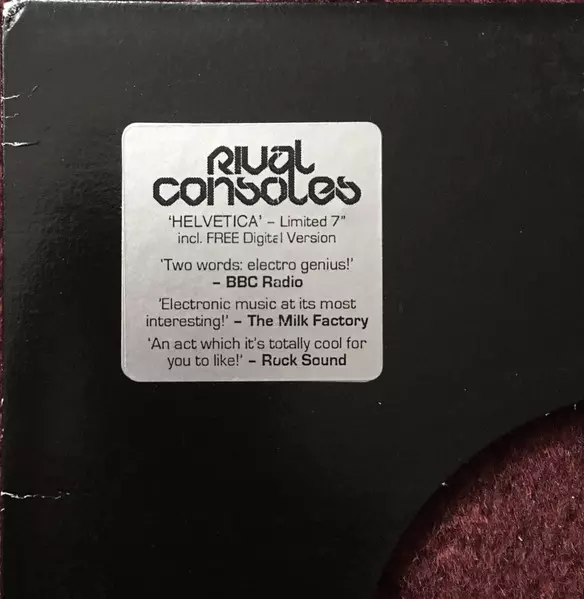 RIVAL
CONSOLES
'HELVETICA' – Limited 7"
incl. FREE Digital Version
'Two words: electro genius!'
– BBC Radio
'Electronic music at its most
interesting!' – The Milk Factory
'An act which it's totally cool for
you to like!' – Rock Sound